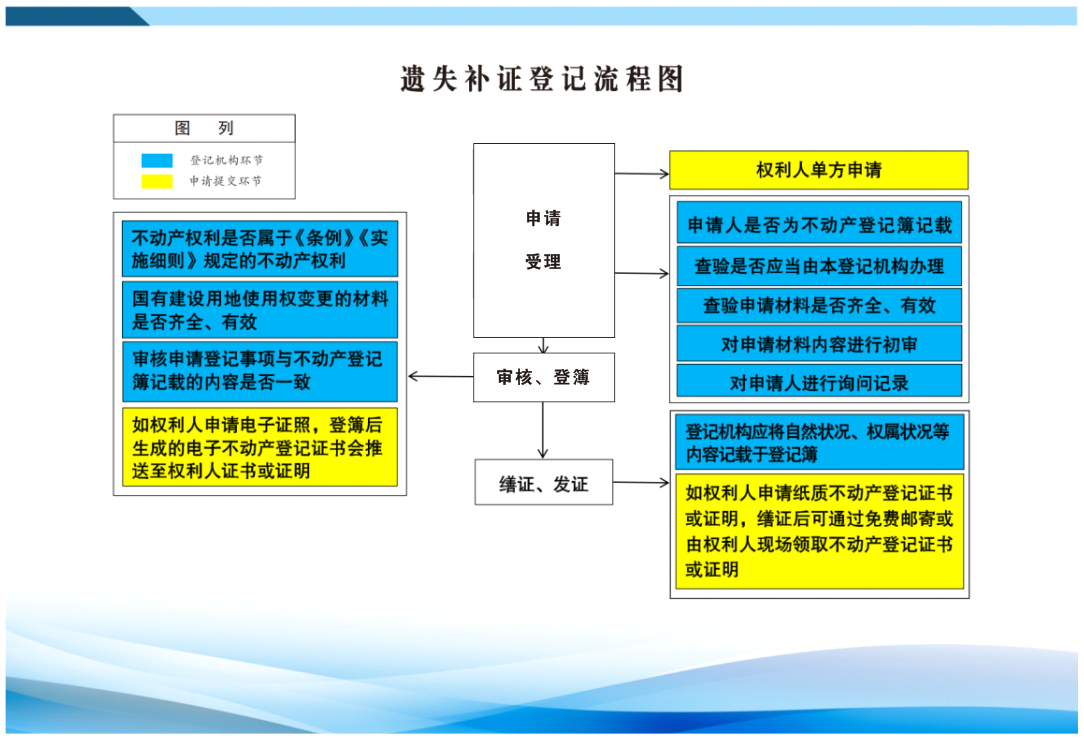 遗失补证登记流程图
图 列
登记机构环节
申请提交环节
申请
受理
权利人单方申请
申请人是否为不动产登记簿记载
查验是否应当由本登记机构办理
查验申请材料是否齐全、有效
对申请材料内容进行初审
对申请人进行询问记录
审核、登簿
不动产权利是否属于《条例》《实
施细则》规定的不动产权利
国有建设用地使用权变更的材料
是否齐全、有效
审核申请登记事项与不动产登记
簿记载的内容是否一致
如权利人申请电子证照，登簿后
生成的电子不动产登记证书会推
送至权利人证书或证明
缮证、发证
登记机构应将自然状况、权属状况等
内容记载于登记簿
如权利人申请纸质不动产登记证书
或证明，缮证后可通过免费邮寄或
由权利人现场领取不动产登记证书
或证明